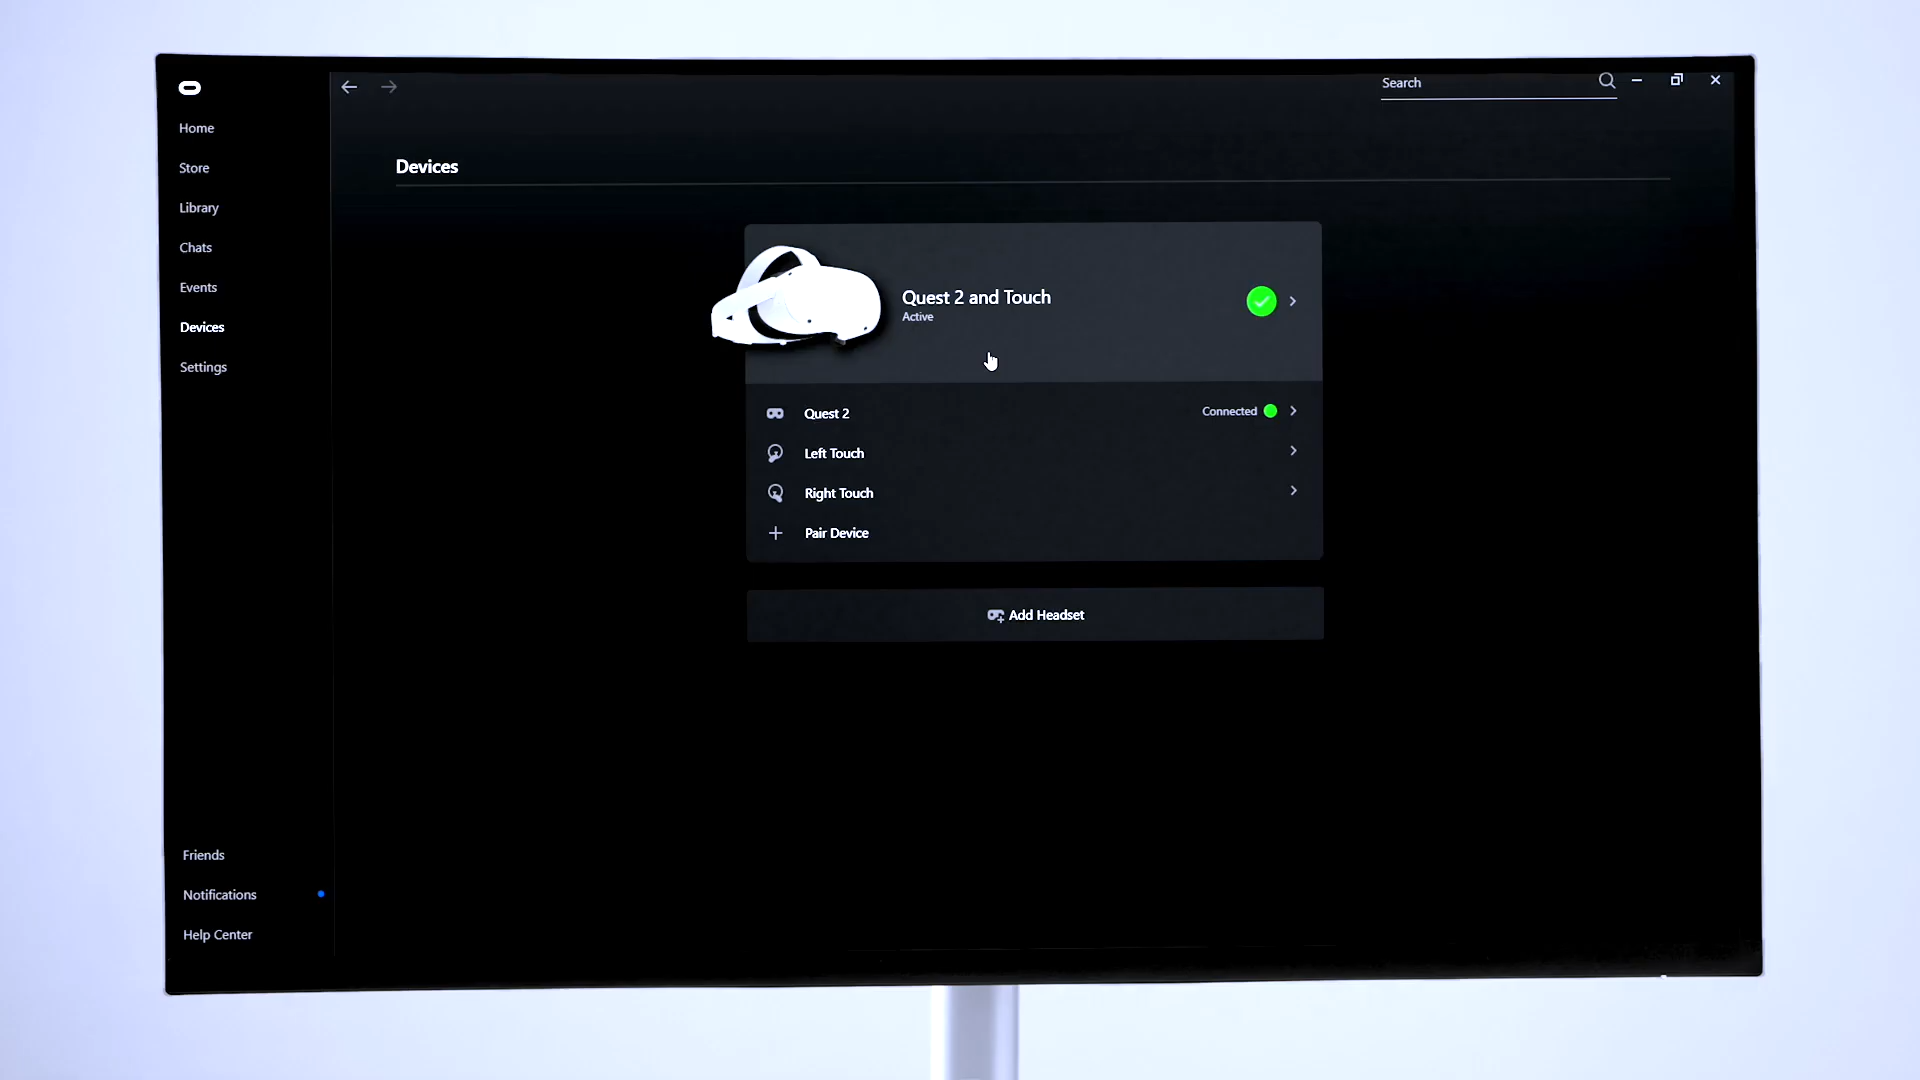 Search
Home
Store
Library
Chats
Events
Devices
Settings
Devices
Quest 2 and Touch
Active
Quest 2
Connected
Left Touch
Right Touch
Pair Device
Add Headset
Friends
Notifications
Help Center